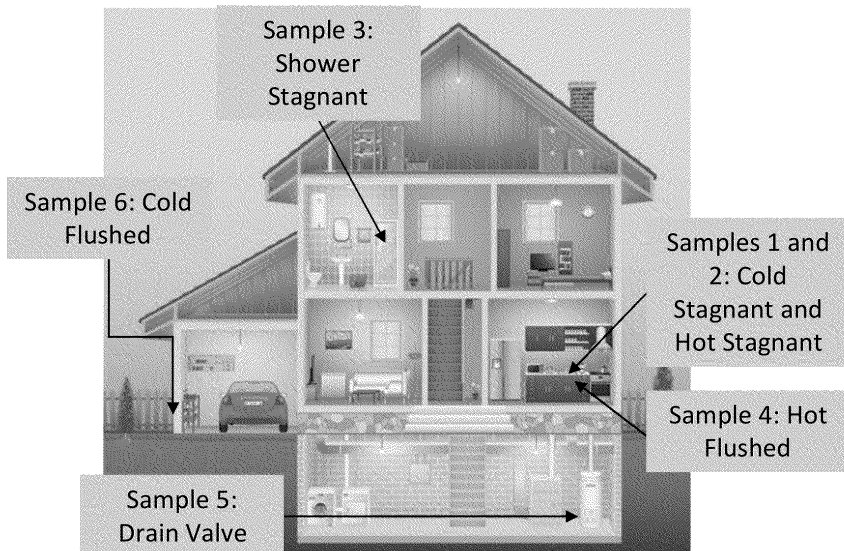 Sample 3:
Shower
Stagnant
Sample 6: Cold
Flushed
Samples 1 and
2: Cold
Stagnant and
Hot Stagnant
Sample 4: Hot
Flushed
Sample 5:
Drain Valve